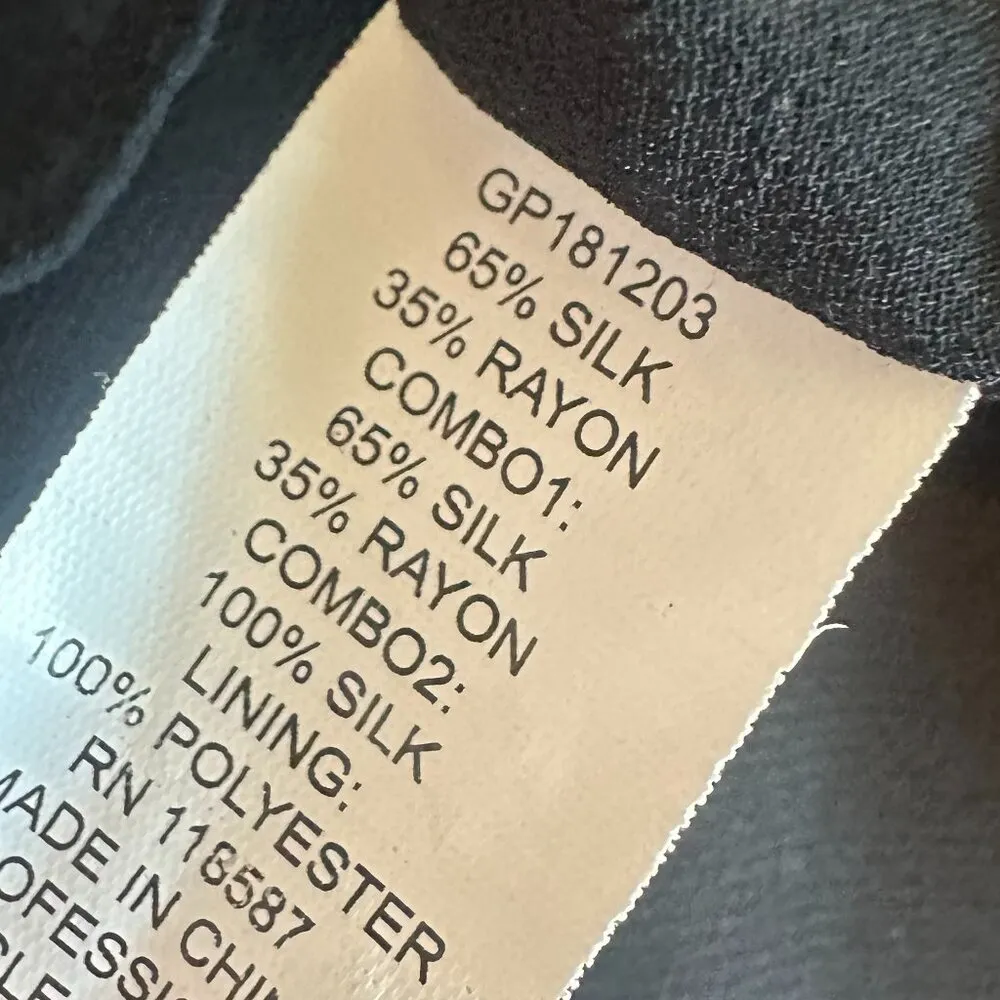 GP181203
65% SILK
35% RAYON
COMBO1:
65% SILK
35% RAYON
COMBO2:
100% SILK
LINING:
100% POLYESTER
RN 118587
MADE IN